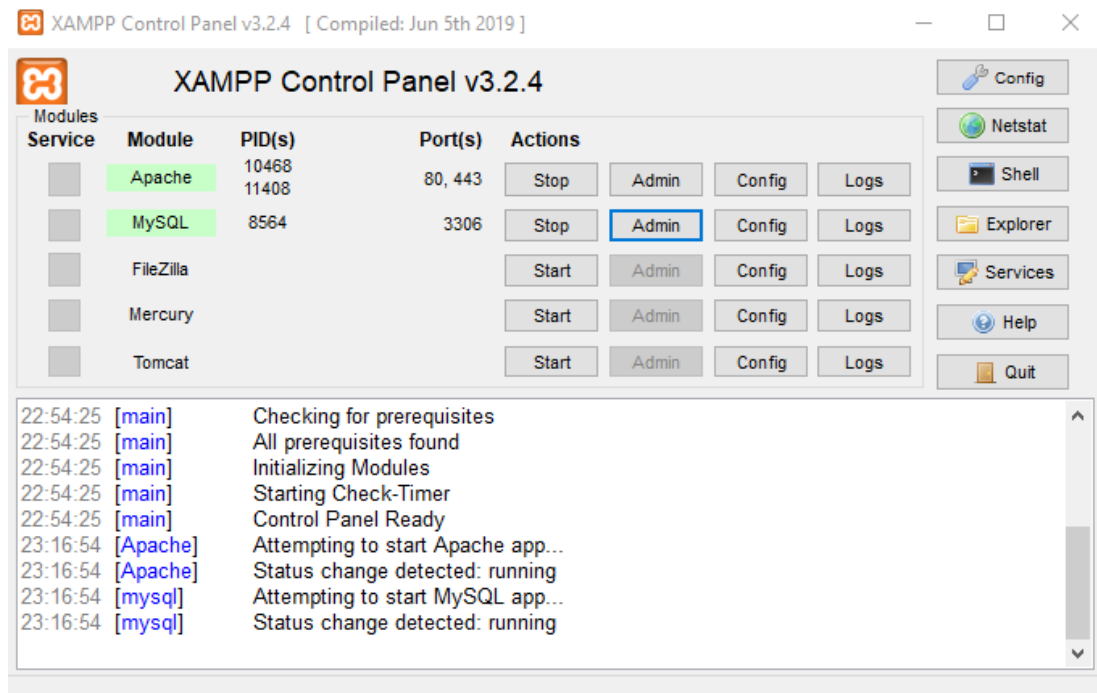 XAMPP Control Panel v3.2.4 [ Compiled: Jun 5th 2019 ]
XAMPP Control Panel v3.2.4
Config
Modules
Service Module PID(s) Port(s) Actions
Netstat
Apache 10468 11408 80, 443 Stop Admin Config Logs
Shell
MySQL 8564 3306 Stop Admin Config Logs
Explorer
FileZilla Start Admin Config Logs
Services
Mercury Start Admin Config Logs
Help
Tomcat Start Admin Config Logs
Quit
22:54:25 [main] Checking for prerequisites
22:54:25 [main] All prerequisites found
22:54:25 [main] Initializing Modules
22:54:25 [main] Starting Check-Timer
22:54:25 [main] Control Panel Ready
23:16:54 [Apache] Attempting to start Apache app...
23:16:54 [Apache] Status change detected: running
23:16:54 [mysql] Attempting to start MySQL app...
23:16:54 [mysql] Status change detected: running